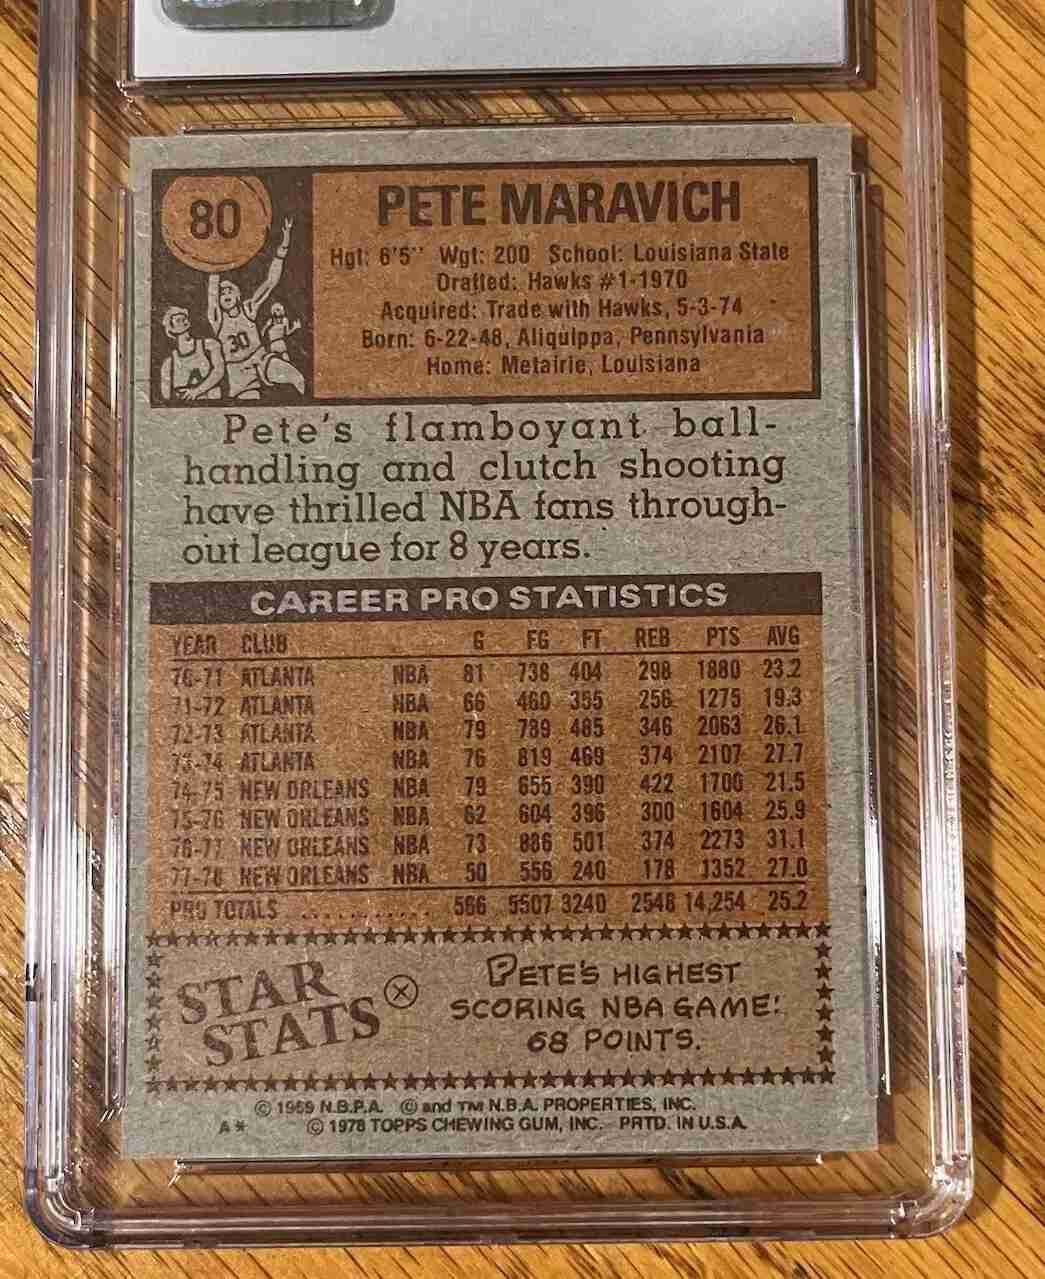 80
PETE MARAVICH
Hgt: 6'5" Wgt: 200 School: Louisiana State
Drafted: Hawks #1-1970
Acquired: Trade with Hawks, 5-3-74
Born: 6-22-48, Aliquippa, Pennsylvania
Home: Metairie, Louisiana
30
Pete's flamboyant ball-
handling and clutch shooting
have thrilled NBA fans through-
out league for 8 years.
CAREER PRO STATISTICS
YEAR CLUB G FG FT REB PTS AVG
70-71 ATLANTA NBA 81 738 404 298 1880 23.2
71-72 ATLANTA NBA 66 460 355 256 1275 19.3
72-73 ATLANTA NBA 79 789 485 346 2063 26.1
73-74 ATLANTA NBA 76 819 469 374 2107 27.7
74-75 NEW ORLEANS NBA 79 655 390 422 1700 21.5
75-76 NEW ORLEANS NBA 62 604 396 300 1604 25.9
76-77 NEW ORLEANS NBA 73 886 501 374 2273 31.1
77-78 NEW ORLEANS NBA 50 556 240 178 1352 27.0
PRO TOTALS . . . . . . . . . . . 566 5507 3240 2548 14,254 25.2
STAR
STATS
PETE'S HIGHEST
SCORING NBA GAME:
68 POINTS.
© 1969 N.B.P.A. © and TM N.B.A. PROPERTIES, INC.
A* © 1978 TOPPS CHEWING GUM, INC. PRTD. IN U.S.A.